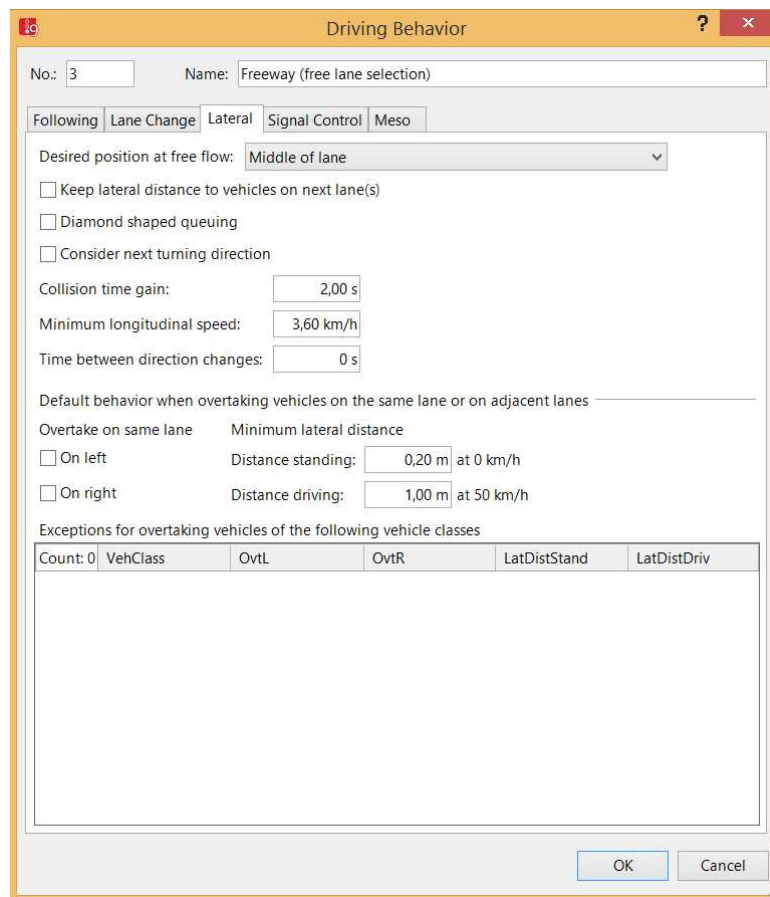 Driving Behavior
No.: 3 Name: Freeway (free lane selection)
Following Lane Change Lateral Signal Control Meso
Desired position at free flow: Middle of lane
Keep lateral distance to vehicles on next lane(s)
Diamond shaped queuing
Consider next turning direction
Collision time gain: 2,00 s
Minimum longitudinal speed: 3,60 km/h
Time between direction changes: 0 s
Default behavior when overtaking vehicles on the same lane or on adjacent lanes
Overtake on same lane Minimum lateral distance
On left Distance standing: 0,20 m at 0 km/h
On right Distance driving: 1,00 m at 50 km/h
Exceptions for overtaking vehicles of the following vehicle classes
Count: 0 VehClass OvtL OvtR LatDistStand LatDistDriv
OK Cancel